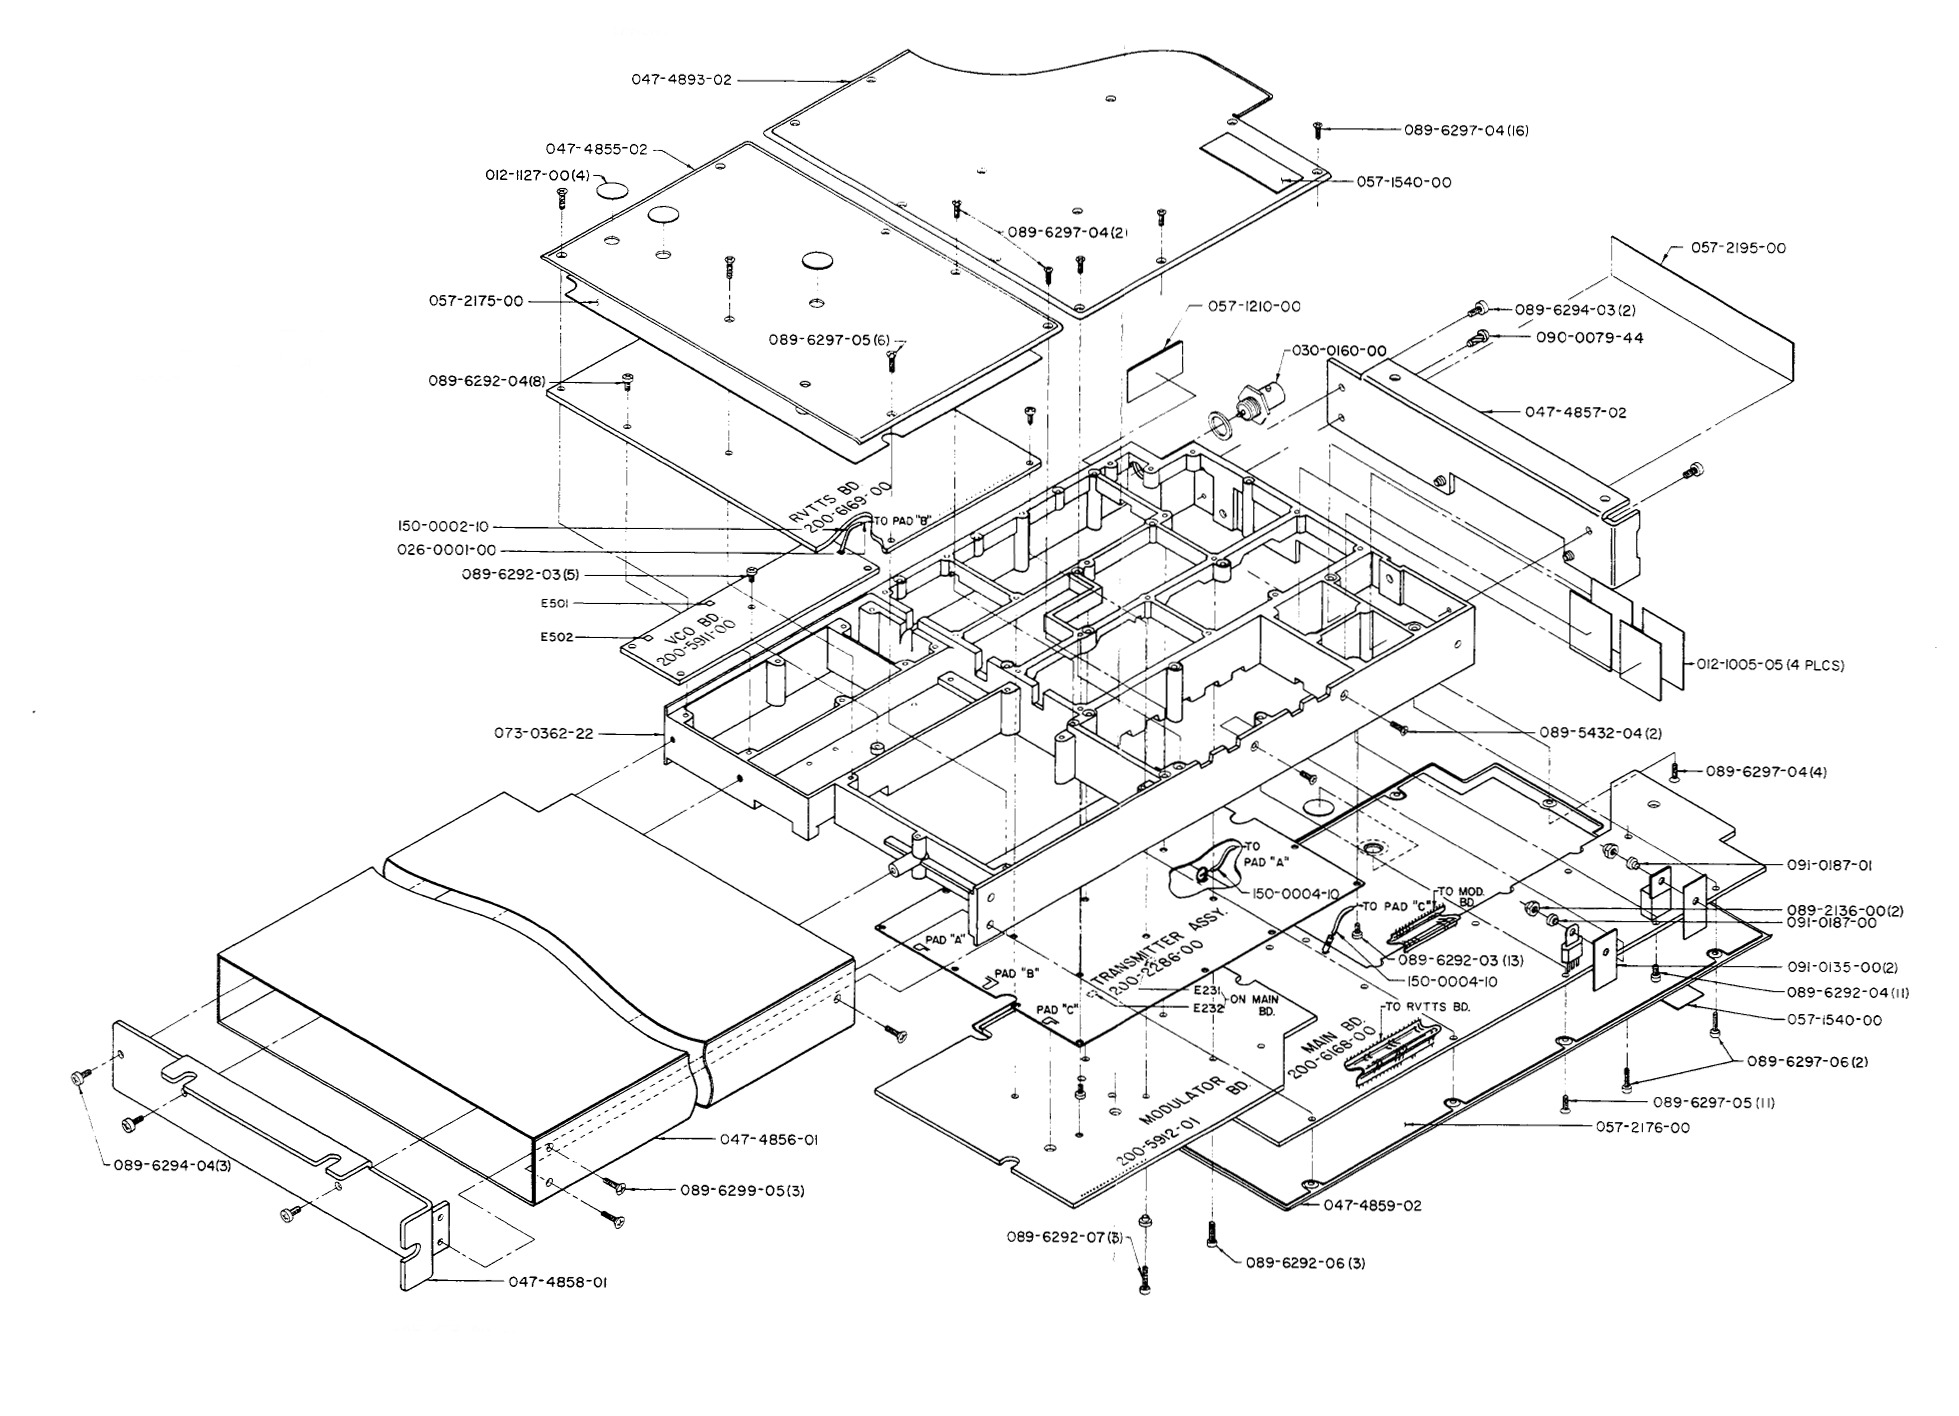 047-4893-02
089-6297-04(16)
047-4855-02
012-1127-00(4)
057-1540-00
089-6297-04(2)
057-2195-00
057-2175-00
057-1210-00
089-6294-03(2)
089-6297-05(6)
090-0079-44
030-0160-00
089-6292-04(8)
047-4857-02
RVTTS BD.
200-6169-00
150-0002-10
TO PAD "B"
026-0001-00
089-6292-03(5)
E501
E502
VCO BD.
200-5911-00
012-1005-05(4 PLCS)
073-0362-22
089-5432-04(2)
089-6297-04(4)
TO
PAD "A"
150-0004-10
091-0187-01
TO MOD.
BD.
TO PAD "C"
089-2136-00(2)
091-0187-00
PAD "A"
PAD "B"
PAD "C"
TRANSMITTER ASSY.
200-2286-00
E231
E232
ON MAIN
BD.
089-6292-03(13)
150-0004-10
091-0135-00(2)
089-6292-04(11)
057-1540-00
TO RVTTS BD.
MAIN BD.
200-6168-00
089-6297-06(2)
089-6297-05(11)
057-2176-00
MODULATOR
BD.
200-5912-01
047-4856-01
089-6294-04(3)
089-6299-05(3)
047-4859-02
089-6292-07(3)
089-6292-06(3)
047-4858-01